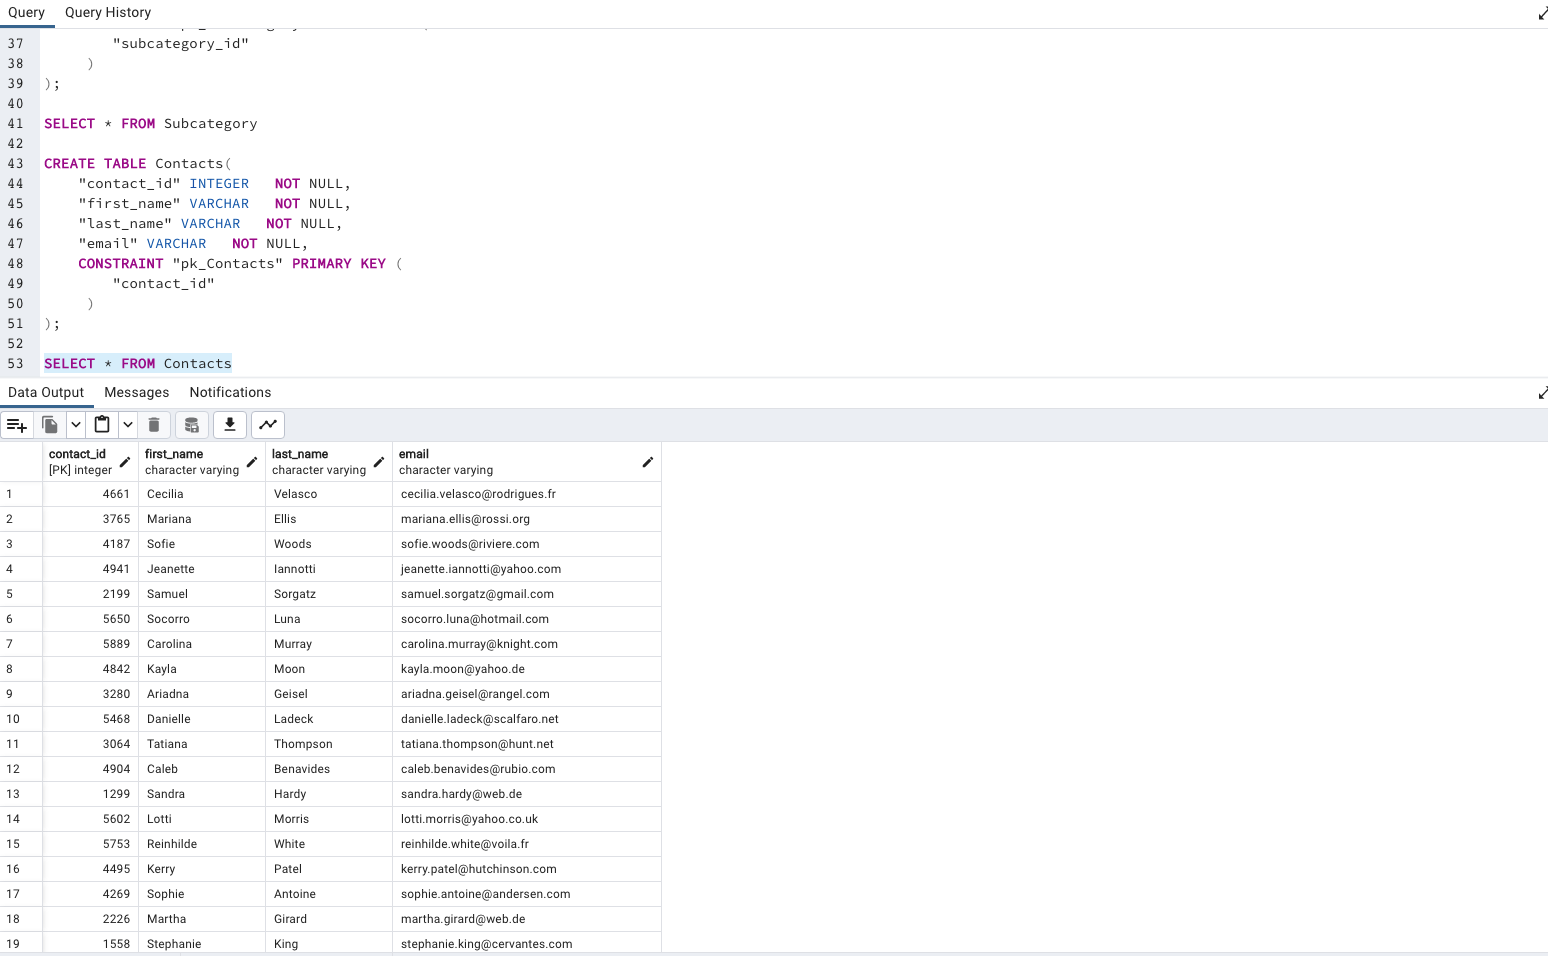 Query Query History
37 "subcategory_id"
38 )
39 );
40
41 SELECT * FROM Subcategory
42
43 CREATE TABLE Contacts(
44 "contact_id" INTEGER NOT NULL,
45 "first_name" VARCHAR NOT NULL,
46 "last_name" VARCHAR NOT NULL,
47 "email" VARCHAR NOT NULL,
48 CONSTRAINT "pk_Contacts" PRIMARY KEY (
49 "contact_id"
50 )
51 );
52
53 SELECT * FROM Contacts
Data Output Messages Notifications
contact_id first_name last_name email
[PK] integer character varying character varying character varying
1 4661 Cecilia Velasco cecilia.velasco@rodrigues.fr
2 3765 Mariana Ellis mariana.ellis@rossi.org
3 4187 Sofie Woods sofie.woods@riviere.com
4 4941 Jeanette Iannotti jeanette.iannotti@yahoo.com
5 2199 Samuel Sorgatz samuel.sorgatz@gmail.com
6 5650 Socorro Luna socorro.luna@hotmail.com
7 5889 Carolina Murray carolina.murray@knight.com
8 4842 Kayla Moon kayla.moon@yahoo.de
9 3280 Ariadna Geisel ariadna.geisel@rangel.com
10 5468 Danielle Ladeck danielle.ladeck@scalfaro.net
11 3064 Tatiana Thompson tatiana.thompson@hunt.net
12 4904 Caleb Benavides caleb.benavides@rubio.com
13 1299 Sandra Hardy sandra.hardy@web.de
14 5602 Lotti Morris lotti.morris@yahoo.co.uk
15 5753 Reinhilde White reinhilde.white@voila.fr
16 4495 Kerry Patel kerry.patel@hutchinson.com
17 4269 Sophie Antoine sophie.antoine@andersen.com
18 2226 Martha Girard martha.girard@web.de
19 1558 Stephanie King stephanie.king@cervantes.com